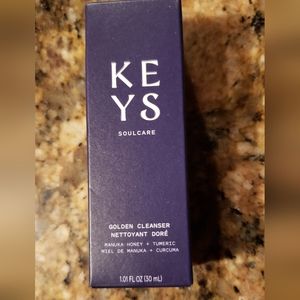 KE
YS
SOULCARE
GOLDEN CLEANSER
NETTOYANT DORÉ
MANUKA HONEY + TUMERIC
MIEL DE MANUKA + CURCUMA
1.01 FL OZ (30 mL)